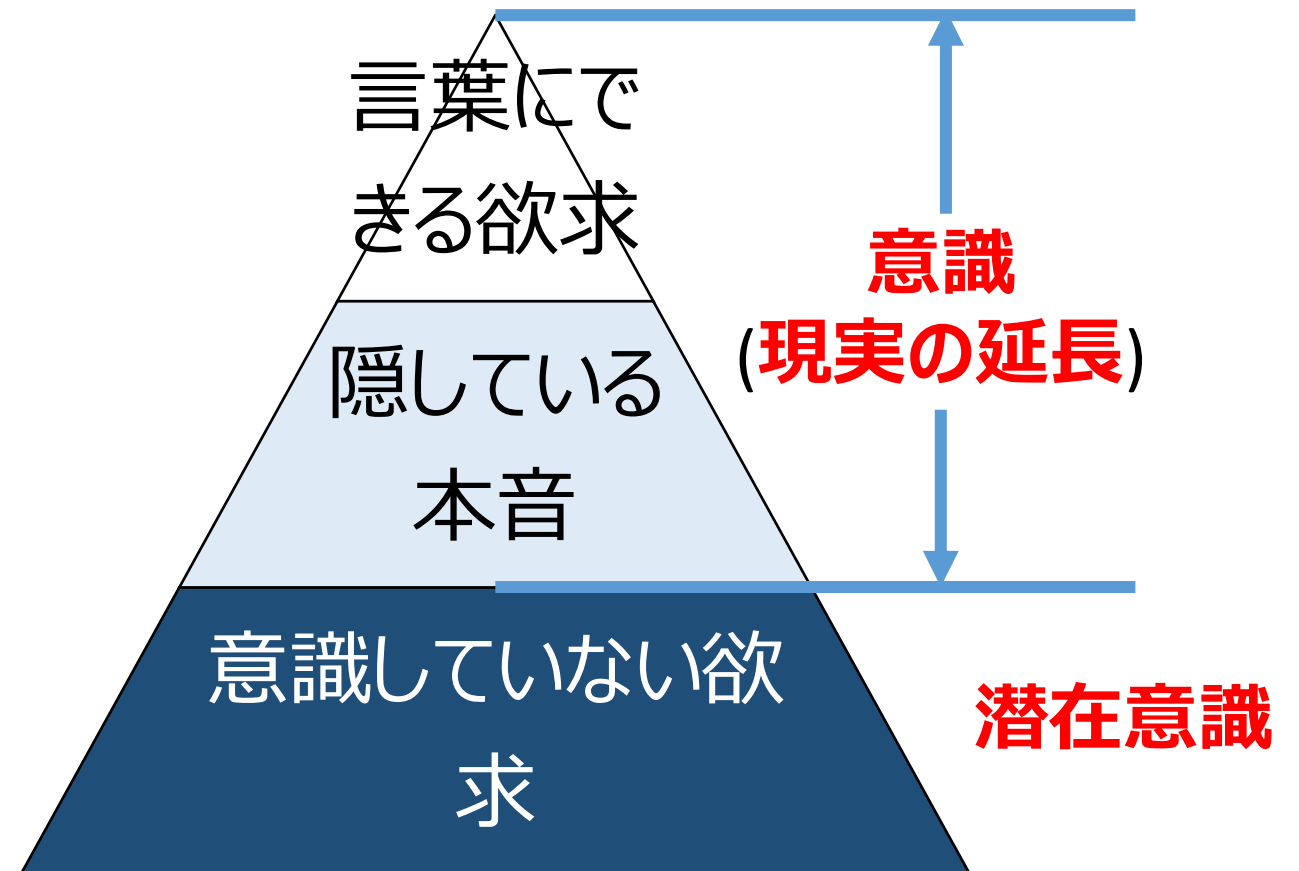 言葉にで
きる欲求
隠している
本音
意識していない欲
求
意識
(現実の延長)
潜在意識